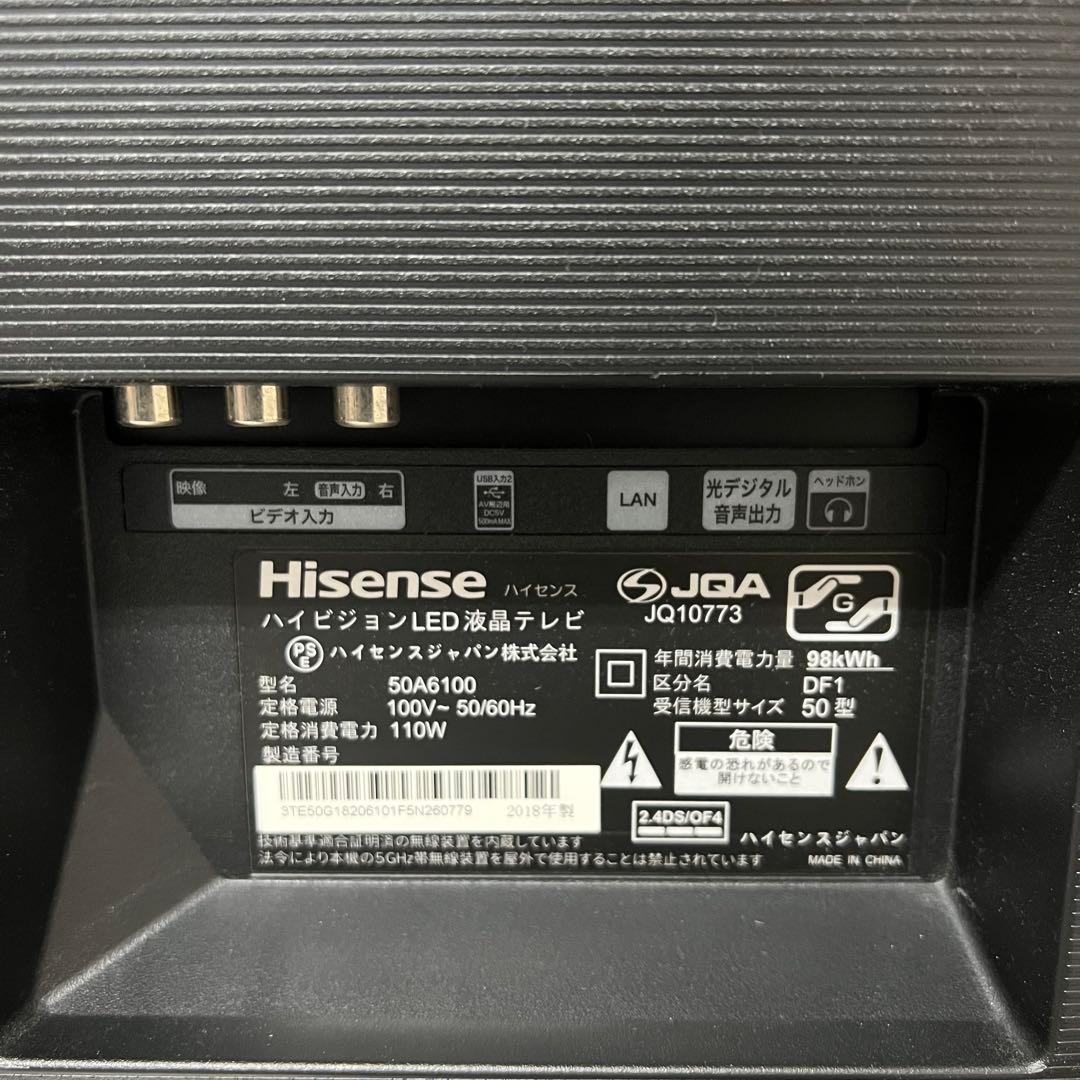 映像 左 音声入力 右
ビデオ入力
USB入力2
AV周辺用
DC5V
500mA MAX
LAN
光デジタル
音声出力
ヘッドホン
Hisense ハイセンス
ハイビジョンLED液晶テレビ
PSE ハイセンスジャパン株式会社
型名 50A6100
定格電源 100V~ 50/60Hz
定格消費電力 110W
製造番号
3TE50G18206101F5N260779 2018年製
技術基準適合証明済の無線装置を内蔵しています
法令により本機の5GHz帯無線装置を屋外で使用することは禁止されています
JQA
JQ10773
G
年間消費電力量 98kWh
区分名 DF1
受信機型サイズ 50型
危険
感電の恐れがあるので
開けないこと
2.4DS/OF4
ハイセンスジャパン
MADE IN CHINA